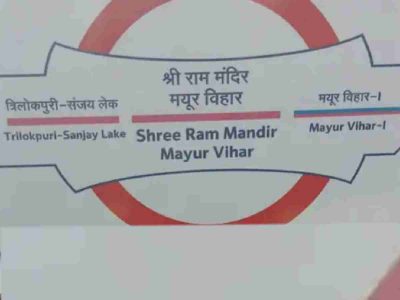 श्री राम मंदिर
मयूर विहार
Shree Ram Mandir
Mayur Vihar
त्रिलोकपुरी-संजय लेक
Trilokpuri-Sanjay Lake
मयूर विहार-I
Mayur Vihar-I